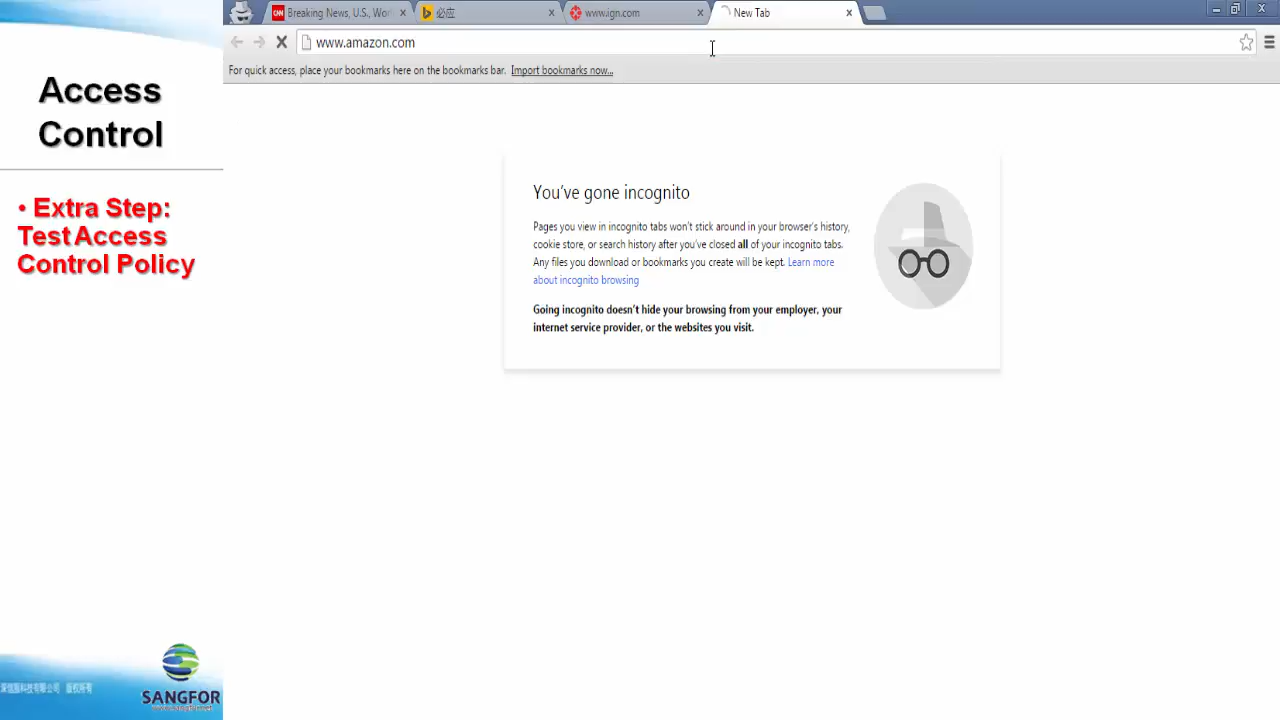 Breaking News, U.S., Wor
必应
www.ign.com
New Tab
www.amazon.com
For quick access, place your bookmarks here on the bookmarks bar. Import bookmarks now...
Access
Control
• Extra Step:
Test Access
Control Policy
You've gone incognito
Pages you view in incognito tabs won't stick around in your browser's history,
cookie store, or search history after you've closed all of your incognito tabs.
Any files you download or bookmarks you create will be kept. Learn more
about incognito browsing
Going incognito doesn't hide your browsing from your employer, your
internet service provider, or the websites you visit.
CNN
SANGFOR